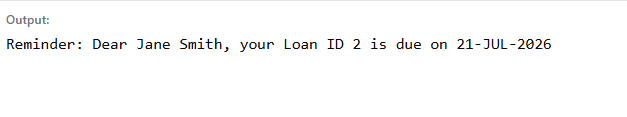 Output:
Reminder: Dear Jane Smith, your Loan ID 2 is due on 21-JUL-2026